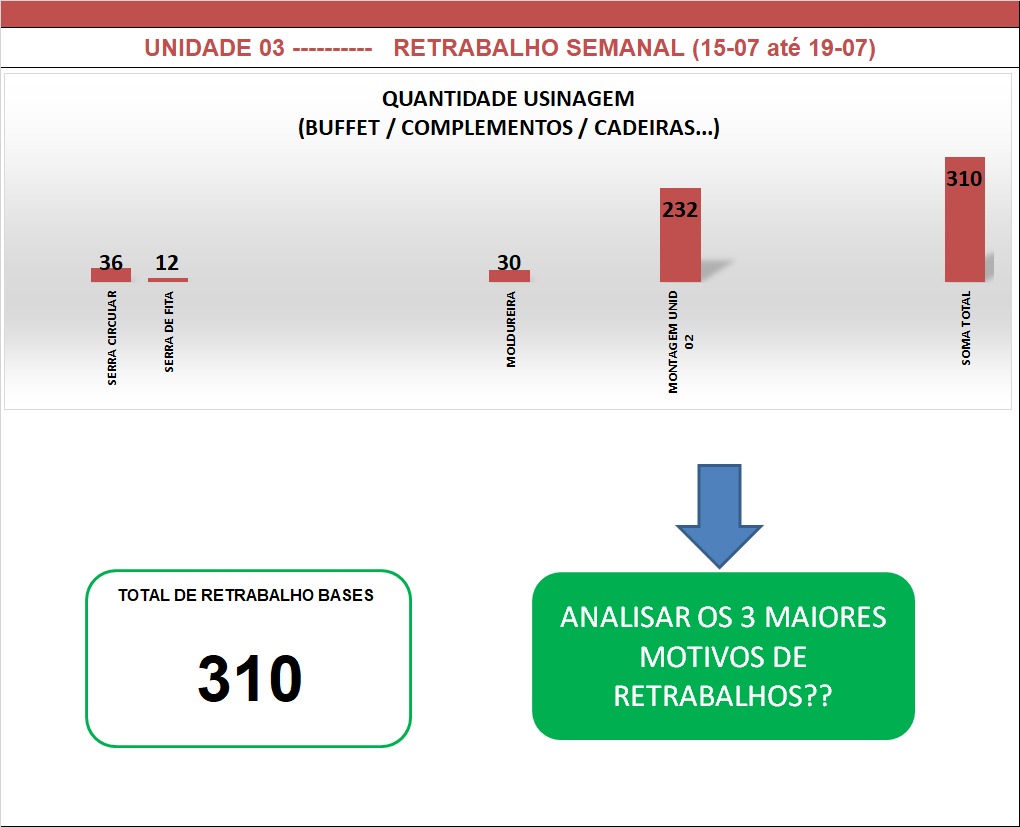 UNIDADE 03 ---------- RETRABALHO SEMANAL (15-07 até 19-07)
QUANTIDADE USINAGEM
(BUFFET / COMPLEMENTOS / CADEIRAS...)
36
12
30
232
310
SERRA CIRCULAR
SERRA DE FITA
MOLDUREIRA
MONTAGEM UNID
02
SOMA TOTAL
TOTAL DE RETRABALHO BASES
310
ANALISAR OS 3 MAIORES
MOTIVOS DE
RETRABALHOS??